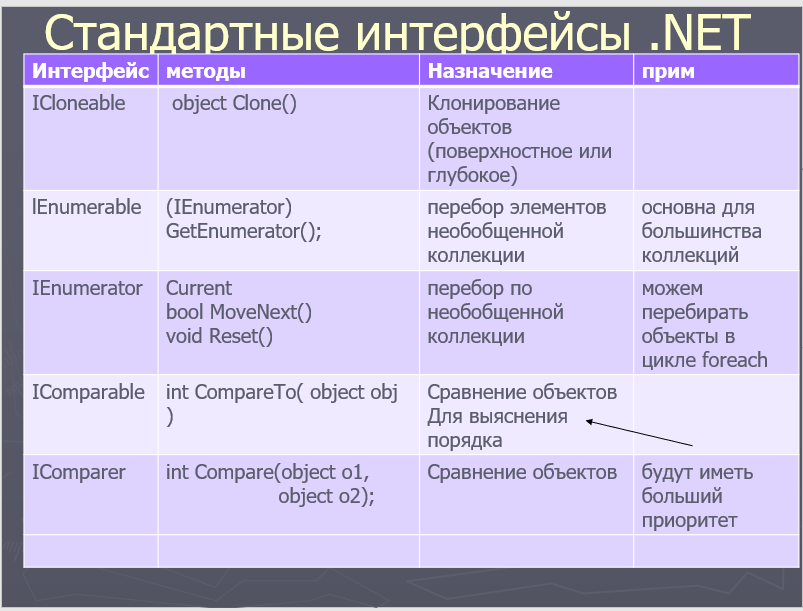 Стандартные интерфейсы .NET
Интерфейс методы Назначение прим
ICloneable object Clone() Клонирование
объектов
(поверхностное или
глубокое)
lEnumerable (IEnumerator) перебор элементов основна для
GetEnumerator(); необобщенной большинства
коллекции коллекций
IEnumerator Current перебор по можем
bool MoveNext() необобщенной перебирать
void Reset() коллекции объекты в
цикле foreach
IComparable int CompareTo( object obj Сравнение объектов
) Для выяснения
порядка
IComparer int Compare(object o1, Сравнение объектов будут иметь
object o2); больший
приоритет